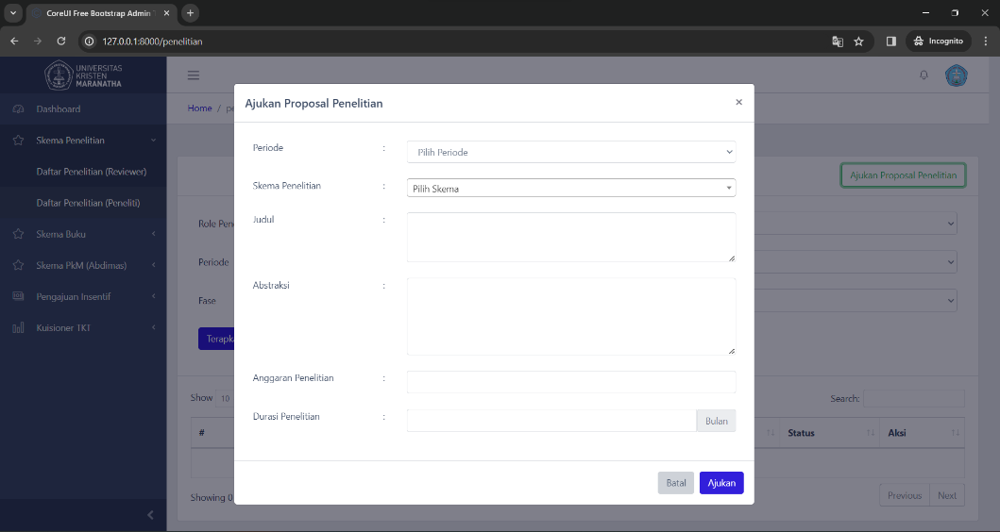 CoreUI Free Bootstrap Admin
127.0.0.1:8000/penelitian
Incognito
UNIVERSITAS
KRISTEN
MARANATHA
Dashboard
Skema Penelitian
Daftar Penelitian (Reviewer)
Daftar Penelitian (Peneliti)
Skema Buku
Skema PkM (Abdimas)
Pengajuan Insentif
Kuisioner TKT
Home / pe
Ajukan Proposal Penelitian
Role Pen
Periode
Fase
Terapka
Show 10
Search:
#
Status
Aksi
Showing 0
Previous
Next
Ajukan Proposal Penelitian
×
Periode : Pilih Periode
Skema Penelitian : Pilih Skema
Judul :
Abstraksi :
Anggaran Penelitian :
Durasi Penelitian : Bulan
Batal
Ajukan